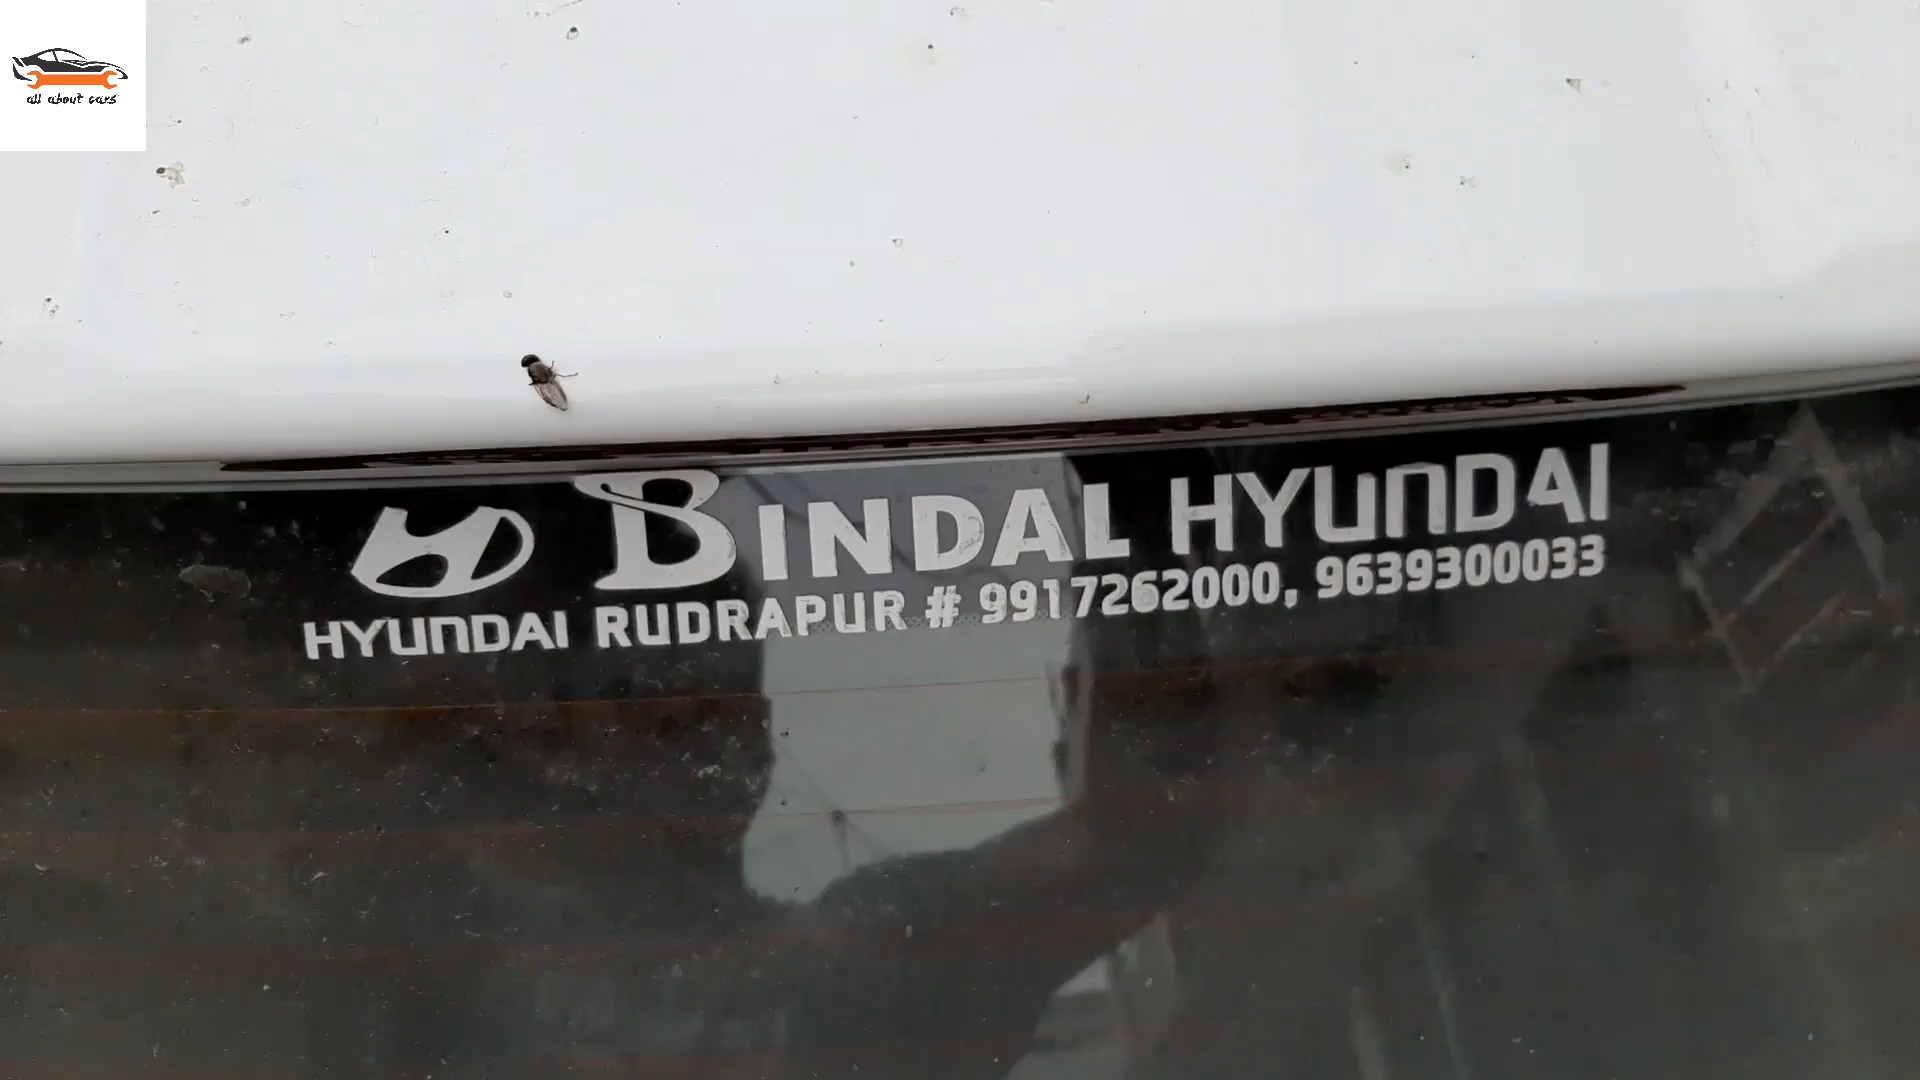 all about cars
BINDAL HYUNDAI
HYUNDAI RUDRAPUR # 9917262000, 9639300033